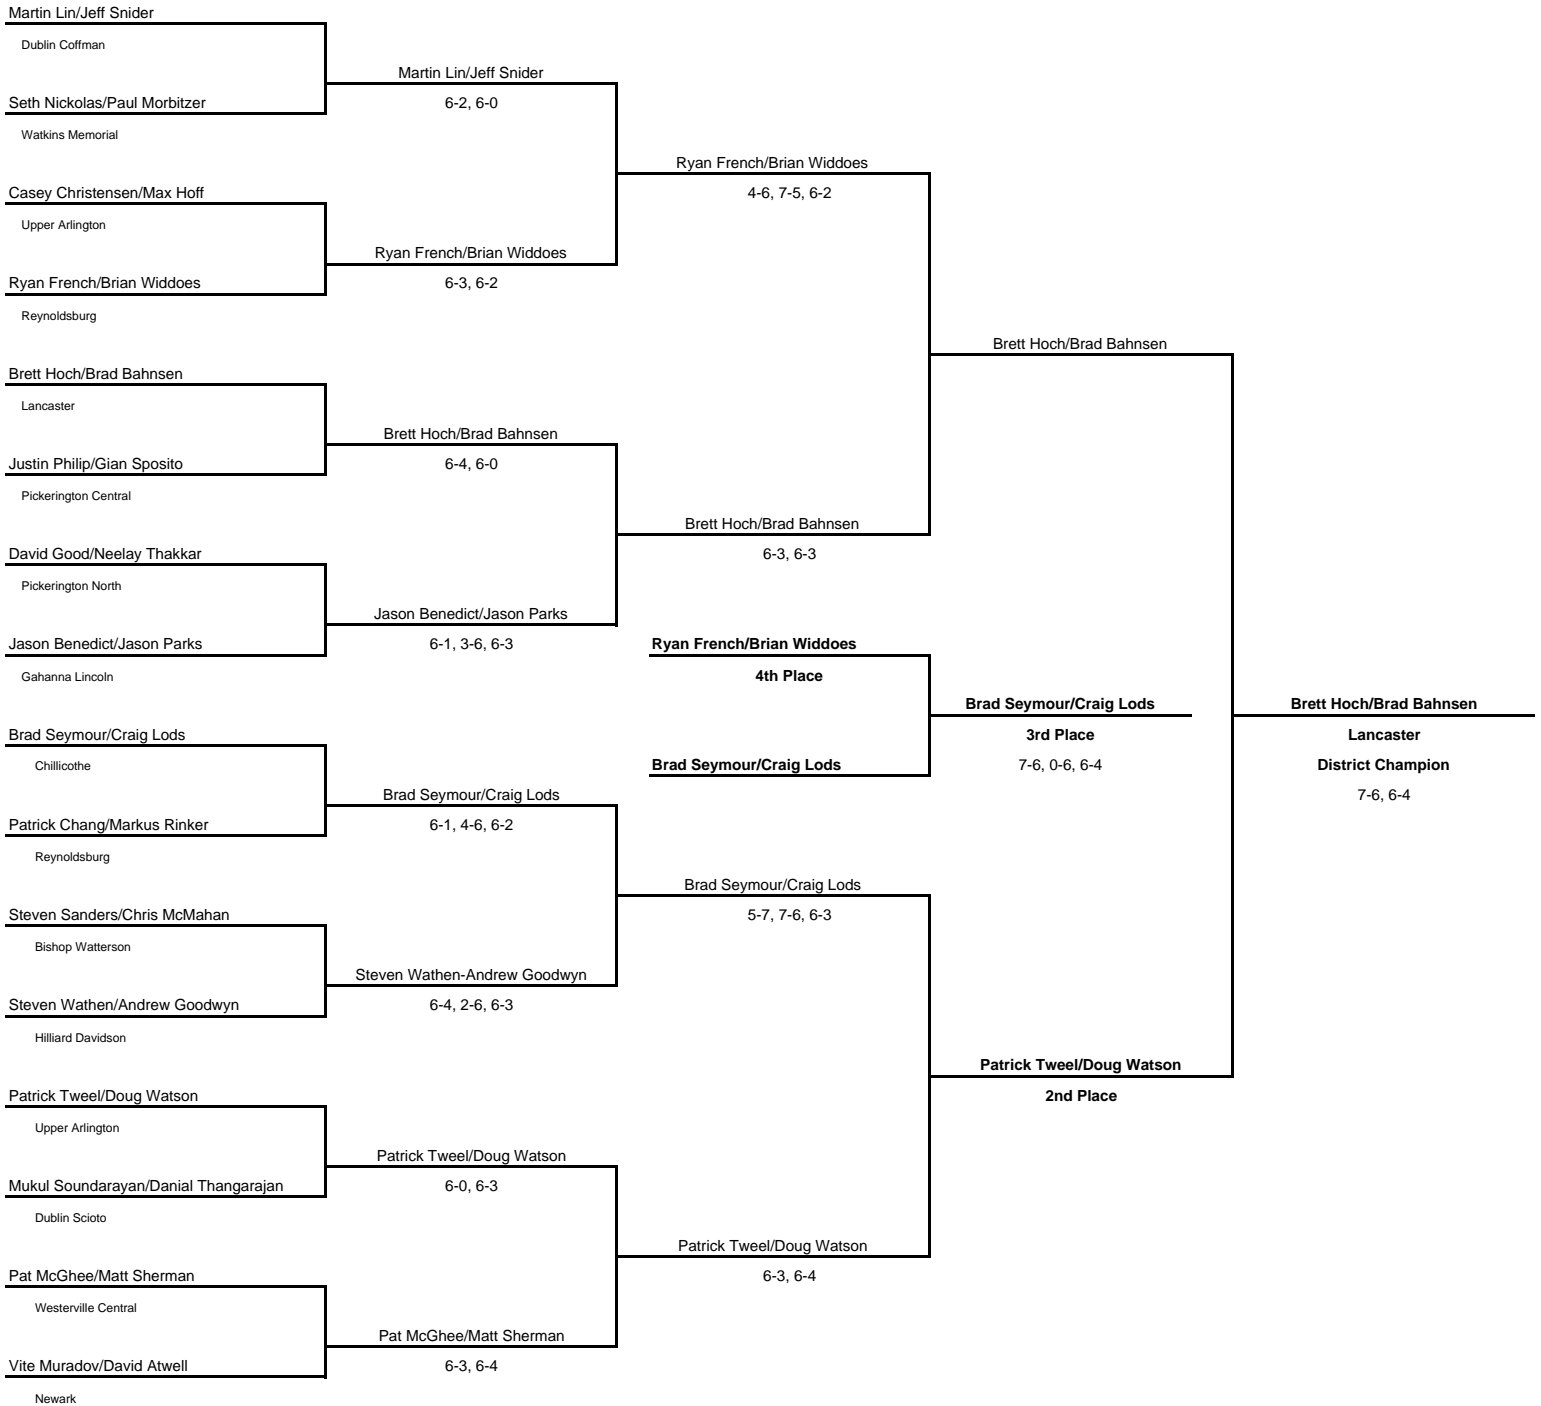 Martin Lin/Jeff Snider
Dublin Coffman
Seth Nickolas/Paul Morbitzer
Watkins Memorial
Casey Christensen/Max Hoff
Upper Arlington
Ryan French/Brian Widdoes
Reynoldsburg
Brett Hoch/Brad Bahnsen
Lancaster
Justin Philip/Gian Sposito
Pickerington Central
David Good/Neelay Thakkar
Pickerington North
Jason Benedict/Jason Parks
Gahanna Lincoln
Brad Seymour/Craig Lods
Chillicothe
Patrick Chang/Markus Rinker
Reynoldsburg
Steven Sanders/Chris McMahan
Bishop Watterson
Steven Wathen/Andrew Goodwyn
Hilliard Davidson
Patrick Tweel/Doug Watson
Upper Arlington
Mukul Soundarayan/Danial Thangarajan
Dublin Scioto
Pat McGhee/Matt Sherman
Westerville Central
Vite Muradov/David Atwell
Newark
Martin Lin/Jeff Snider
6-2, 6-0
Ryan French/Brian Widdoes
6-3, 6-2
Brett Hoch/Brad Bahnsen
6-4, 6-0
Jason Benedict/Jason Parks
6-1, 3-6, 6-3
Brad Seymour/Craig Lods
6-1, 4-6, 6-2
Steven Wathen-Andrew Goodwyn
6-4, 2-6, 6-3
Patrick Tweel/Doug Watson
6-0, 6-3
Pat McGhee/Matt Sherman
6-3, 6-4
Ryan French/Brian Widdoes
4-6, 7-5, 6-2
Brett Hoch/Brad Bahnsen
6-3, 6-3
Ryan French/Brian Widdoes
4th Place
Brad Seymour/Craig Lods
Brad Seymour/Craig Lods
5-7, 7-6, 6-3
Patrick Tweel/Doug Watson
6-3, 6-4
Brett Hoch/Brad Bahnsen
Brad Seymour/Craig Lods
3rd Place
7-6, 0-6, 6-4
Patrick Tweel/Doug Watson
2nd Place
Brett Hoch/Brad Bahnsen
Lancaster
District Champion
7-6, 6-4